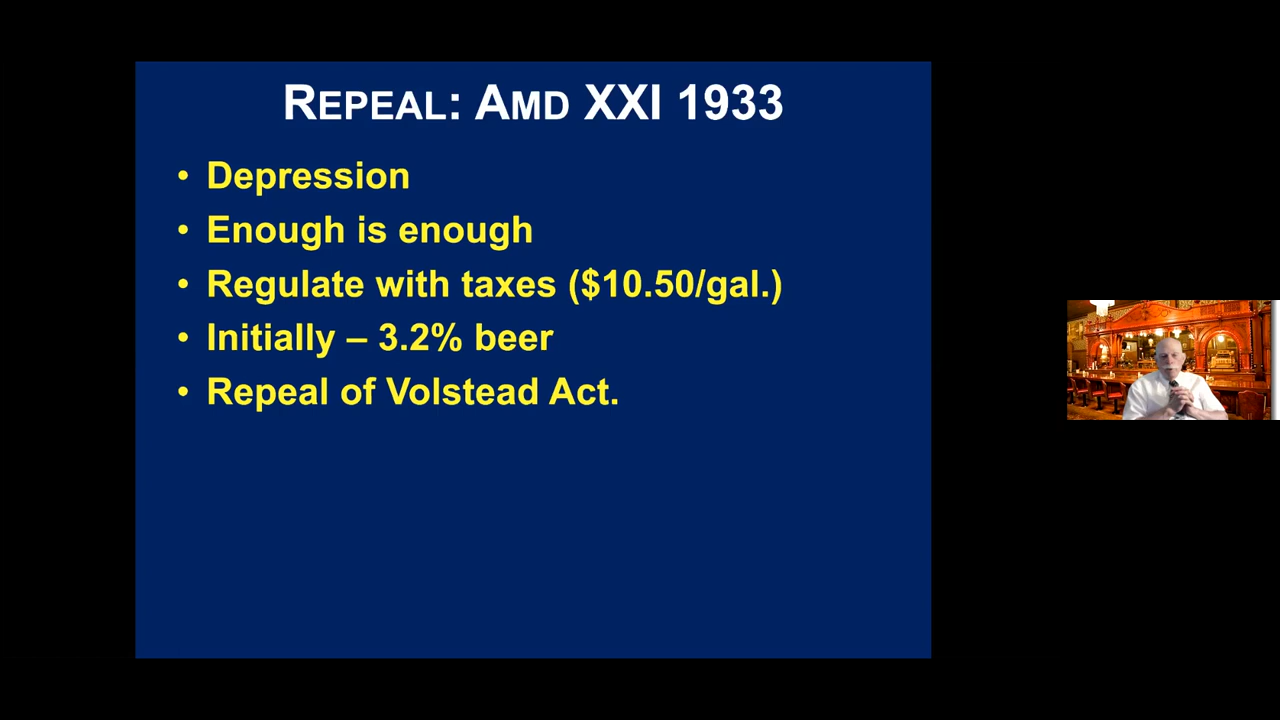 REPEAL: AMD XXI 1933
• Depression
• Enough is enough
• Regulate with taxes ($10.50/gal.)
• Initially – 3.2% beer
• Repeal of Volstead Act.